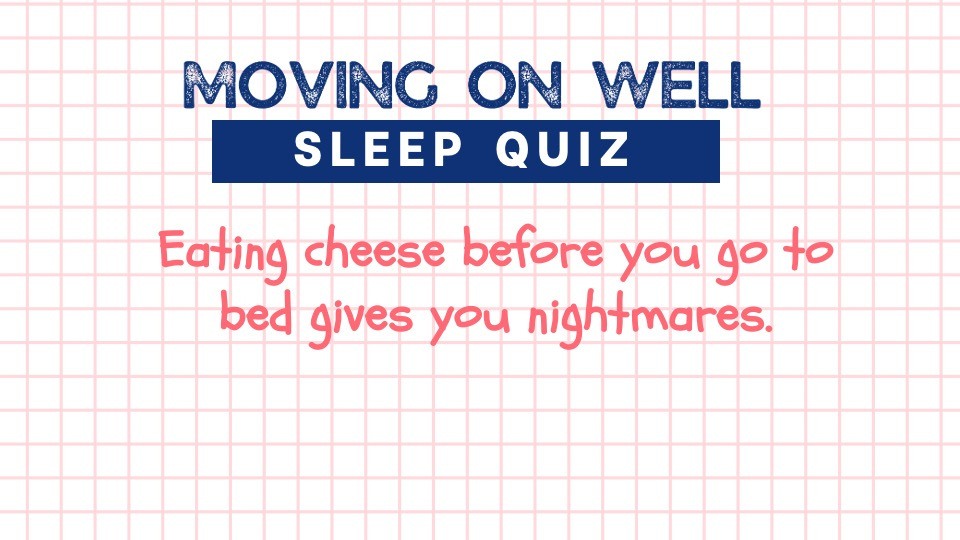 MOVING ON WELL
SLEEP QUIZ
Eating cheese before you go to
bed gives you nightmares.